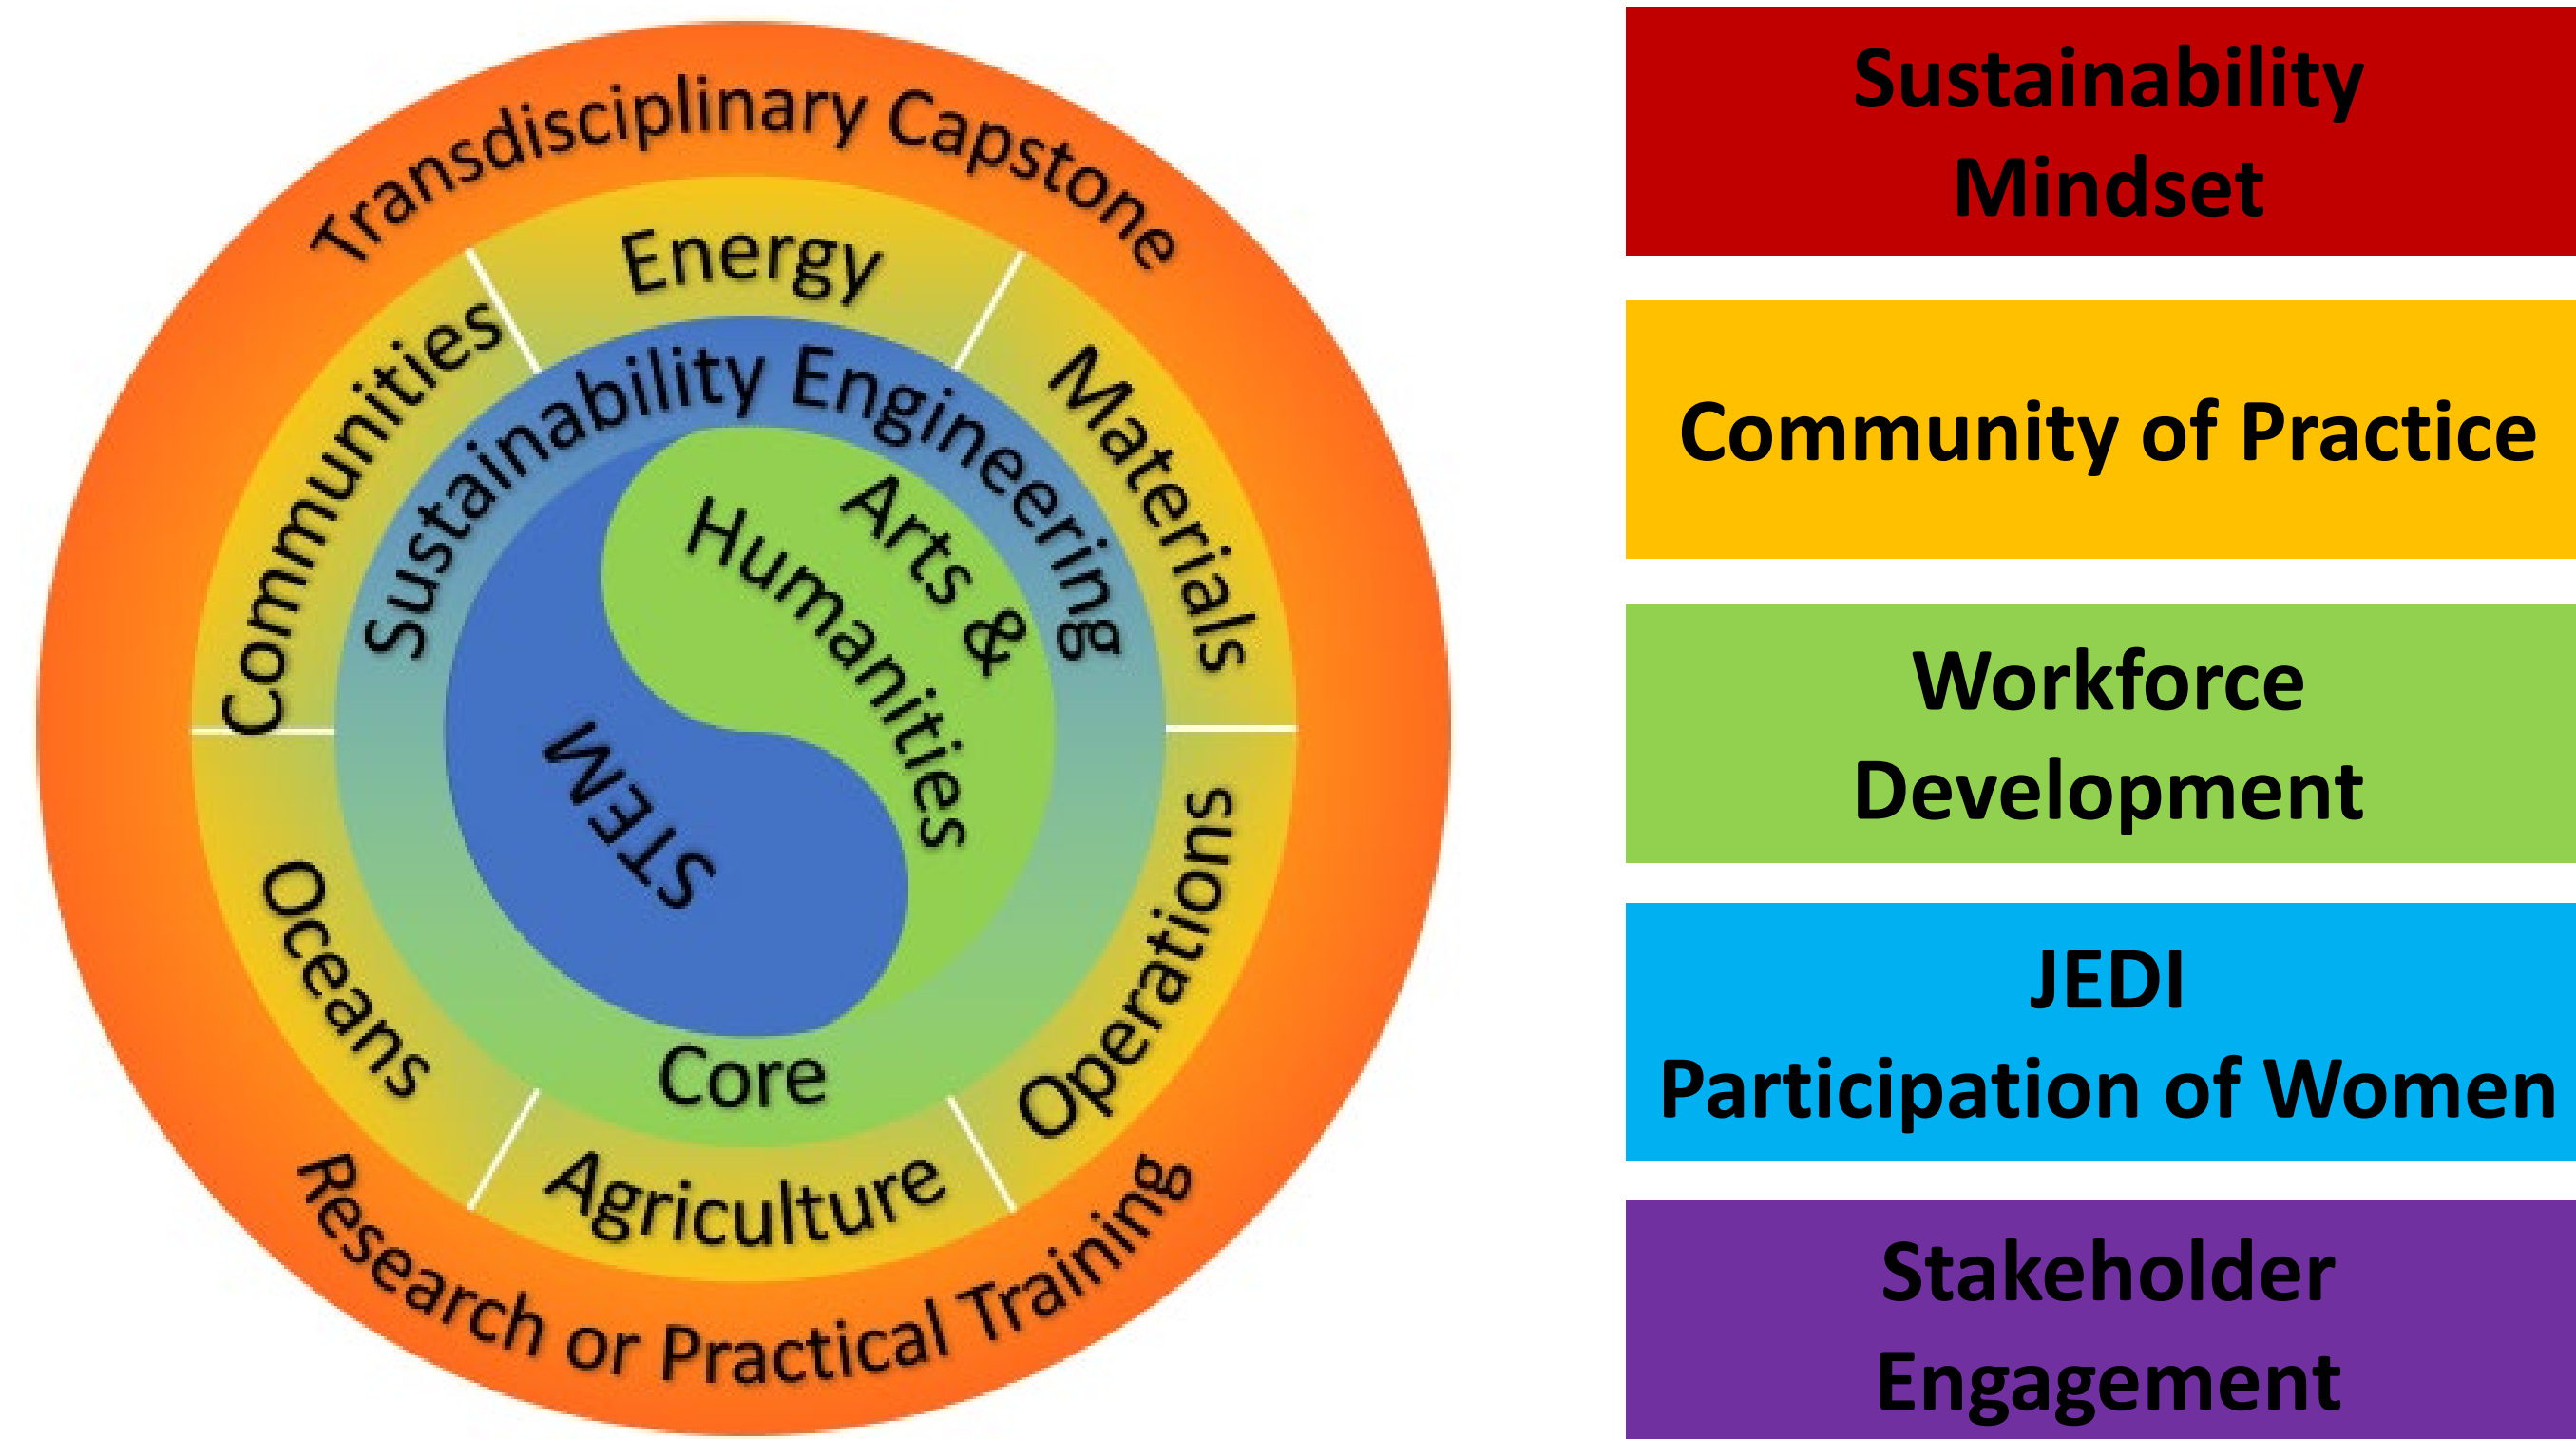 Transdisciplinary Capstone
Energy
Materials
Operations
Agriculture
Oceans
Communities
Sustainability Engineering
Core
Arts &
Humanities
STEM
Research or Practical Training
Sustainability
Mindset
Community of Practice
Workforce
Development
JEDI
Participation of Women
Stakeholder
Engagement